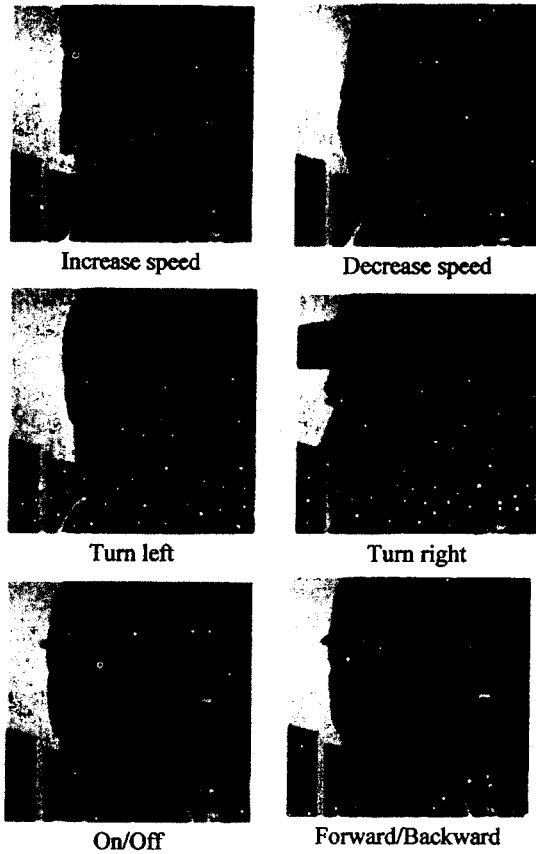 Increase speed
Decrease speed
Turn left
Turn right
On/Off
Forward/Backward